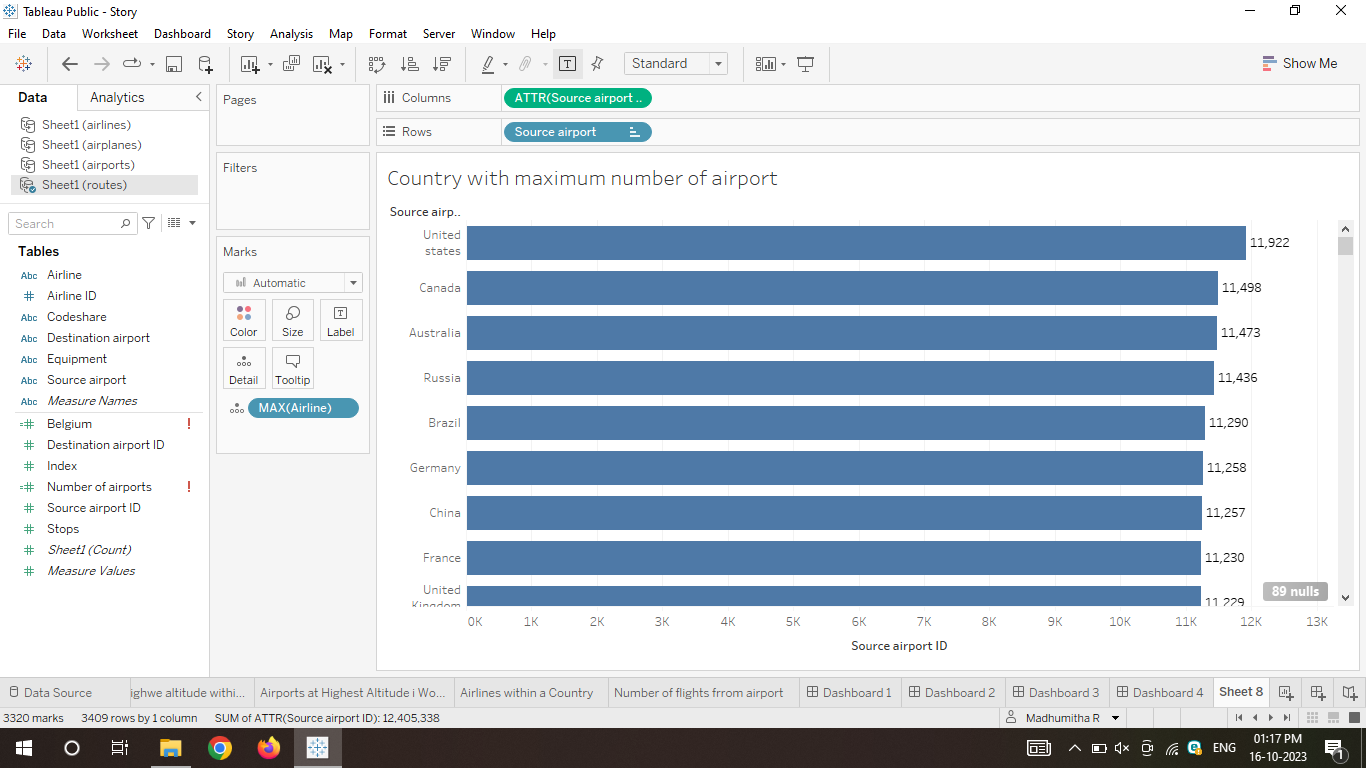 Tableau Public - Story
File Data Worksheet Dashboard Story Analysis Map Format Server Window Help
Standard
Show Me
Data Analytics
Sheet1 (airlines)
Sheet1 (airplanes)
Sheet1 (airports)
Sheet1 (routes)
Search
Tables
Abc Airline
# Airline ID
Abc Codeshare
Abc Destination airport
Abc Equipment
Abc Source airport
Abc Measure Names
=# Belgium !
# Destination airport ID
# Index
=# Number of airports !
# Source airport ID
# Stops
# Sheet1 (Count)
# Measure Values
Pages
Filters
Marks
Automatic
Color Size Label
Detail Tooltip
MAX(Airline)
Columns ATTR(Source airport ..
Rows Source airport
Country with maximum number of airport
Source airp..
United
states 11,922
Canada 11,498
Australia 11,473
Russia 11,436
Brazil 11,290
Germany 11,258
China 11,257
France 11,230
United
Kingdom 11,229
89 nulls
0K 1K 2K 3K 4K 5K 6K 7K 8K 9K 10K 11K 12K 13K
Source airport ID
Data Source ighwe altitude withi... Airports at Highest Altitude i Wo... Airlines within a Country Number of flights frrom airport Dashboard 1 Dashboard 2 Dashboard 3 Dashboard 4 Sheet 8
3320 marks 3409 rows by 1 column SUM of ATTR(Source airport ID): 12,405,338 Madhumitha R
ENG 01:17 PM
16-10-2023 1